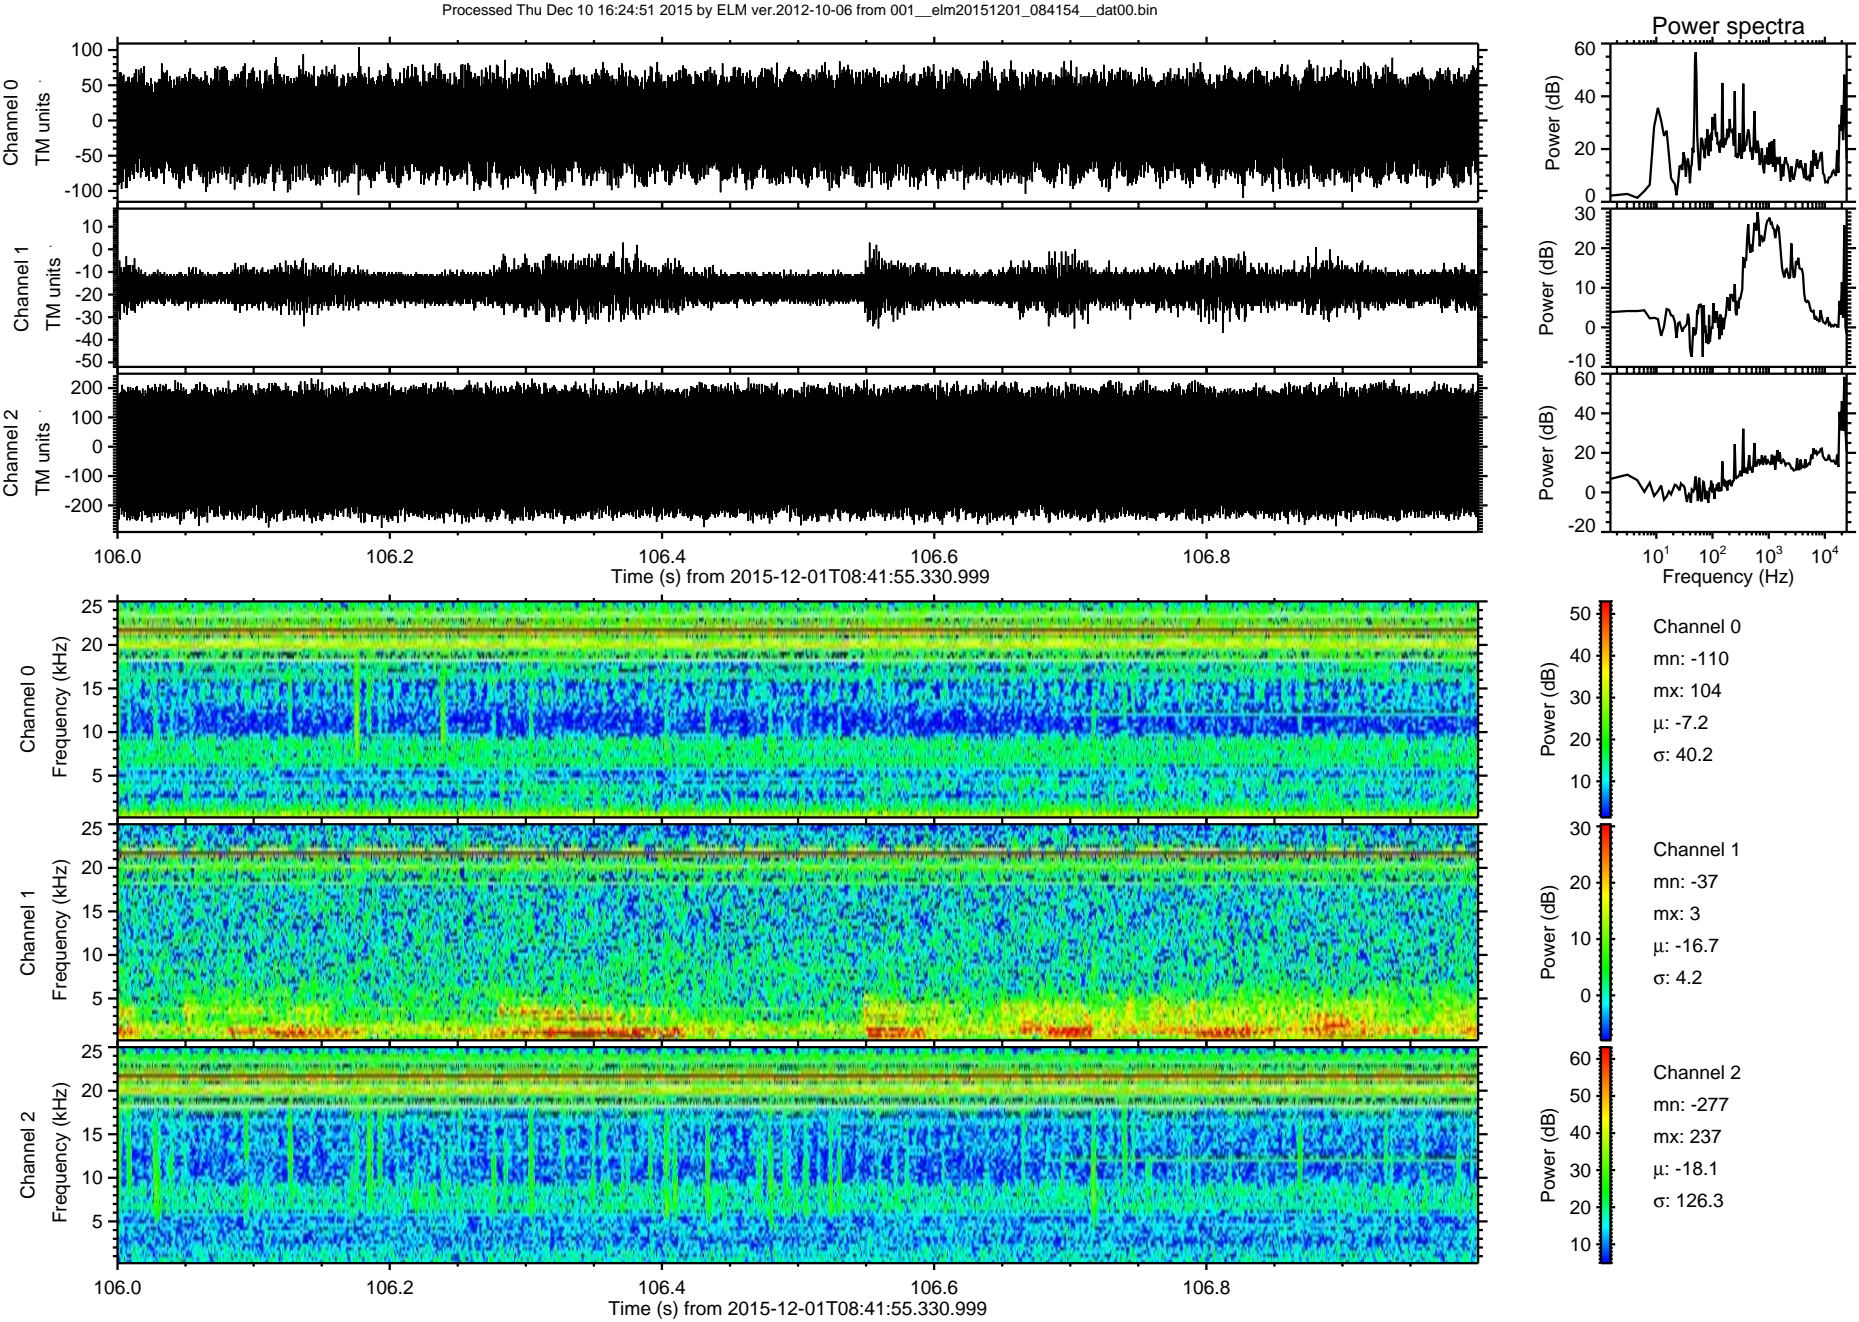 Processed Thu Dec 10 16:24:51 2015 by ELM ver.2012-10-06 from 001__elm20151201_084154__dat00.bin
Power spectra
Channel 0
TM units
100
50
0
-50
-100
Power (dB)
60
40
20
0
Channel 1
TM units
10
0
-10
-20
-30
-40
-50
Power (dB)
30
20
10
0
-10
Channel 2
TM units
200
100
0
-100
-200
Power (dB)
60
40
20
0
-20
106.0 106.2 106.4 106.6 106.8
Time (s) from 2015-12-01T08:41:55.330.999
10^1 10^2 10^3 10^4
Frequency (Hz)
Channel 0
Frequency (kHz)
25
20
15
10
5
Power (dB)
50
40
30
20
10
Channel 0
mn: -110
mx: 104
μ: -7.2
σ: 40.2
Channel 1
Frequency (kHz)
25
20
15
10
5
Power (dB)
30
20
10
0
Channel 1
mn: -37
mx: 3
μ: -16.7
σ: 4.2
Channel 2
Frequency (kHz)
25
20
15
10
5
Power (dB)
60
50
40
30
20
10
Channel 2
mn: -277
mx: 237
μ: -18.1
σ: 126.3
106.0 106.2 106.4 106.6 106.8
Time (s) from 2015-12-01T08:41:55.330.999